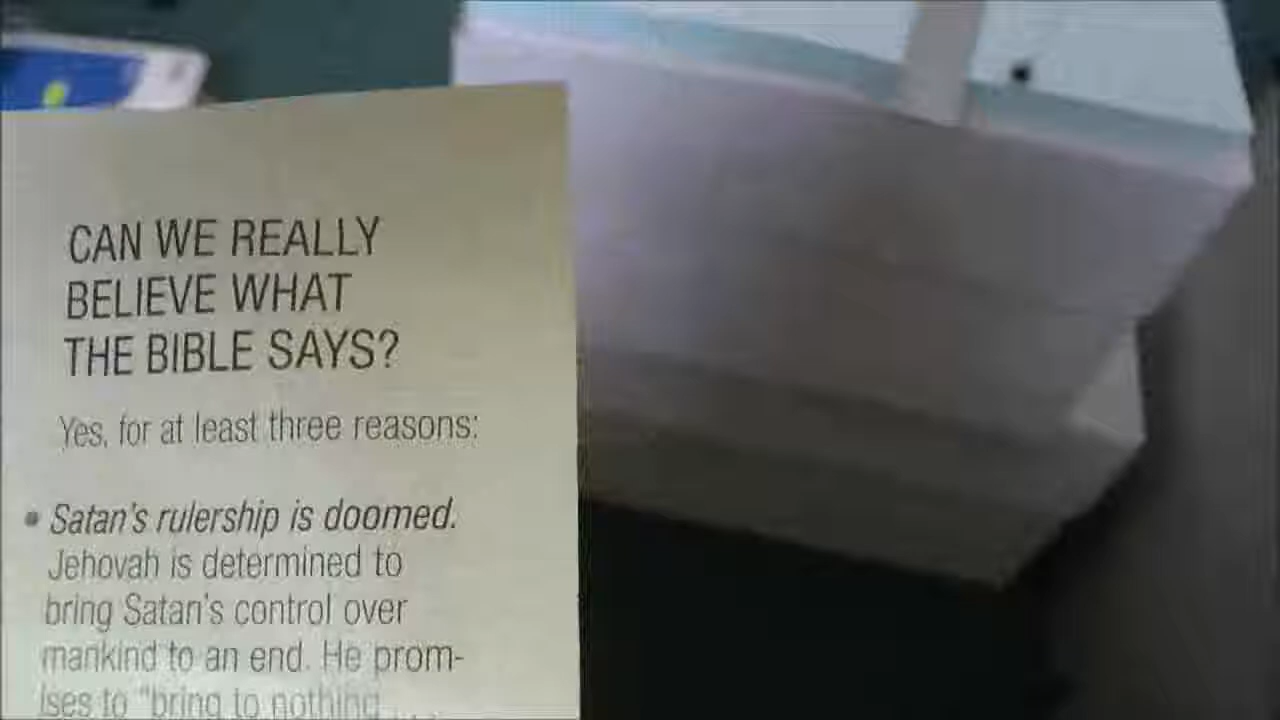 CAN WE REALLY
BELIEVE WHAT
THE BIBLE SAYS?
Yes, for at least three reasons:
• Satan's rulership is doomed.
Jehovah is determined to
bring Satan's control over
mankind to an end. He prom-
ises to "bring to nothing . . .